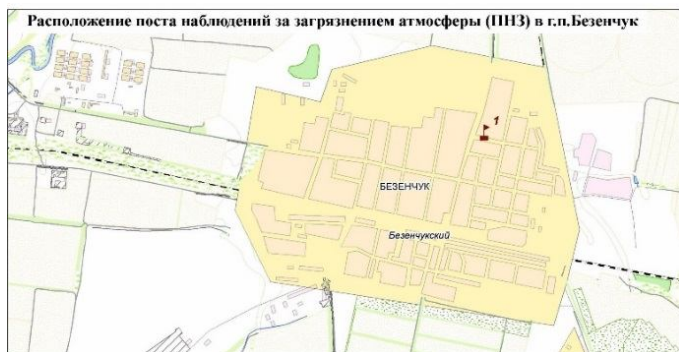 Расположение поста наблюдений за загрязнением атмосферы (ПНЗ) в г.п.Безенчук
1
БЕЗЕНЧУК
Безенчукский